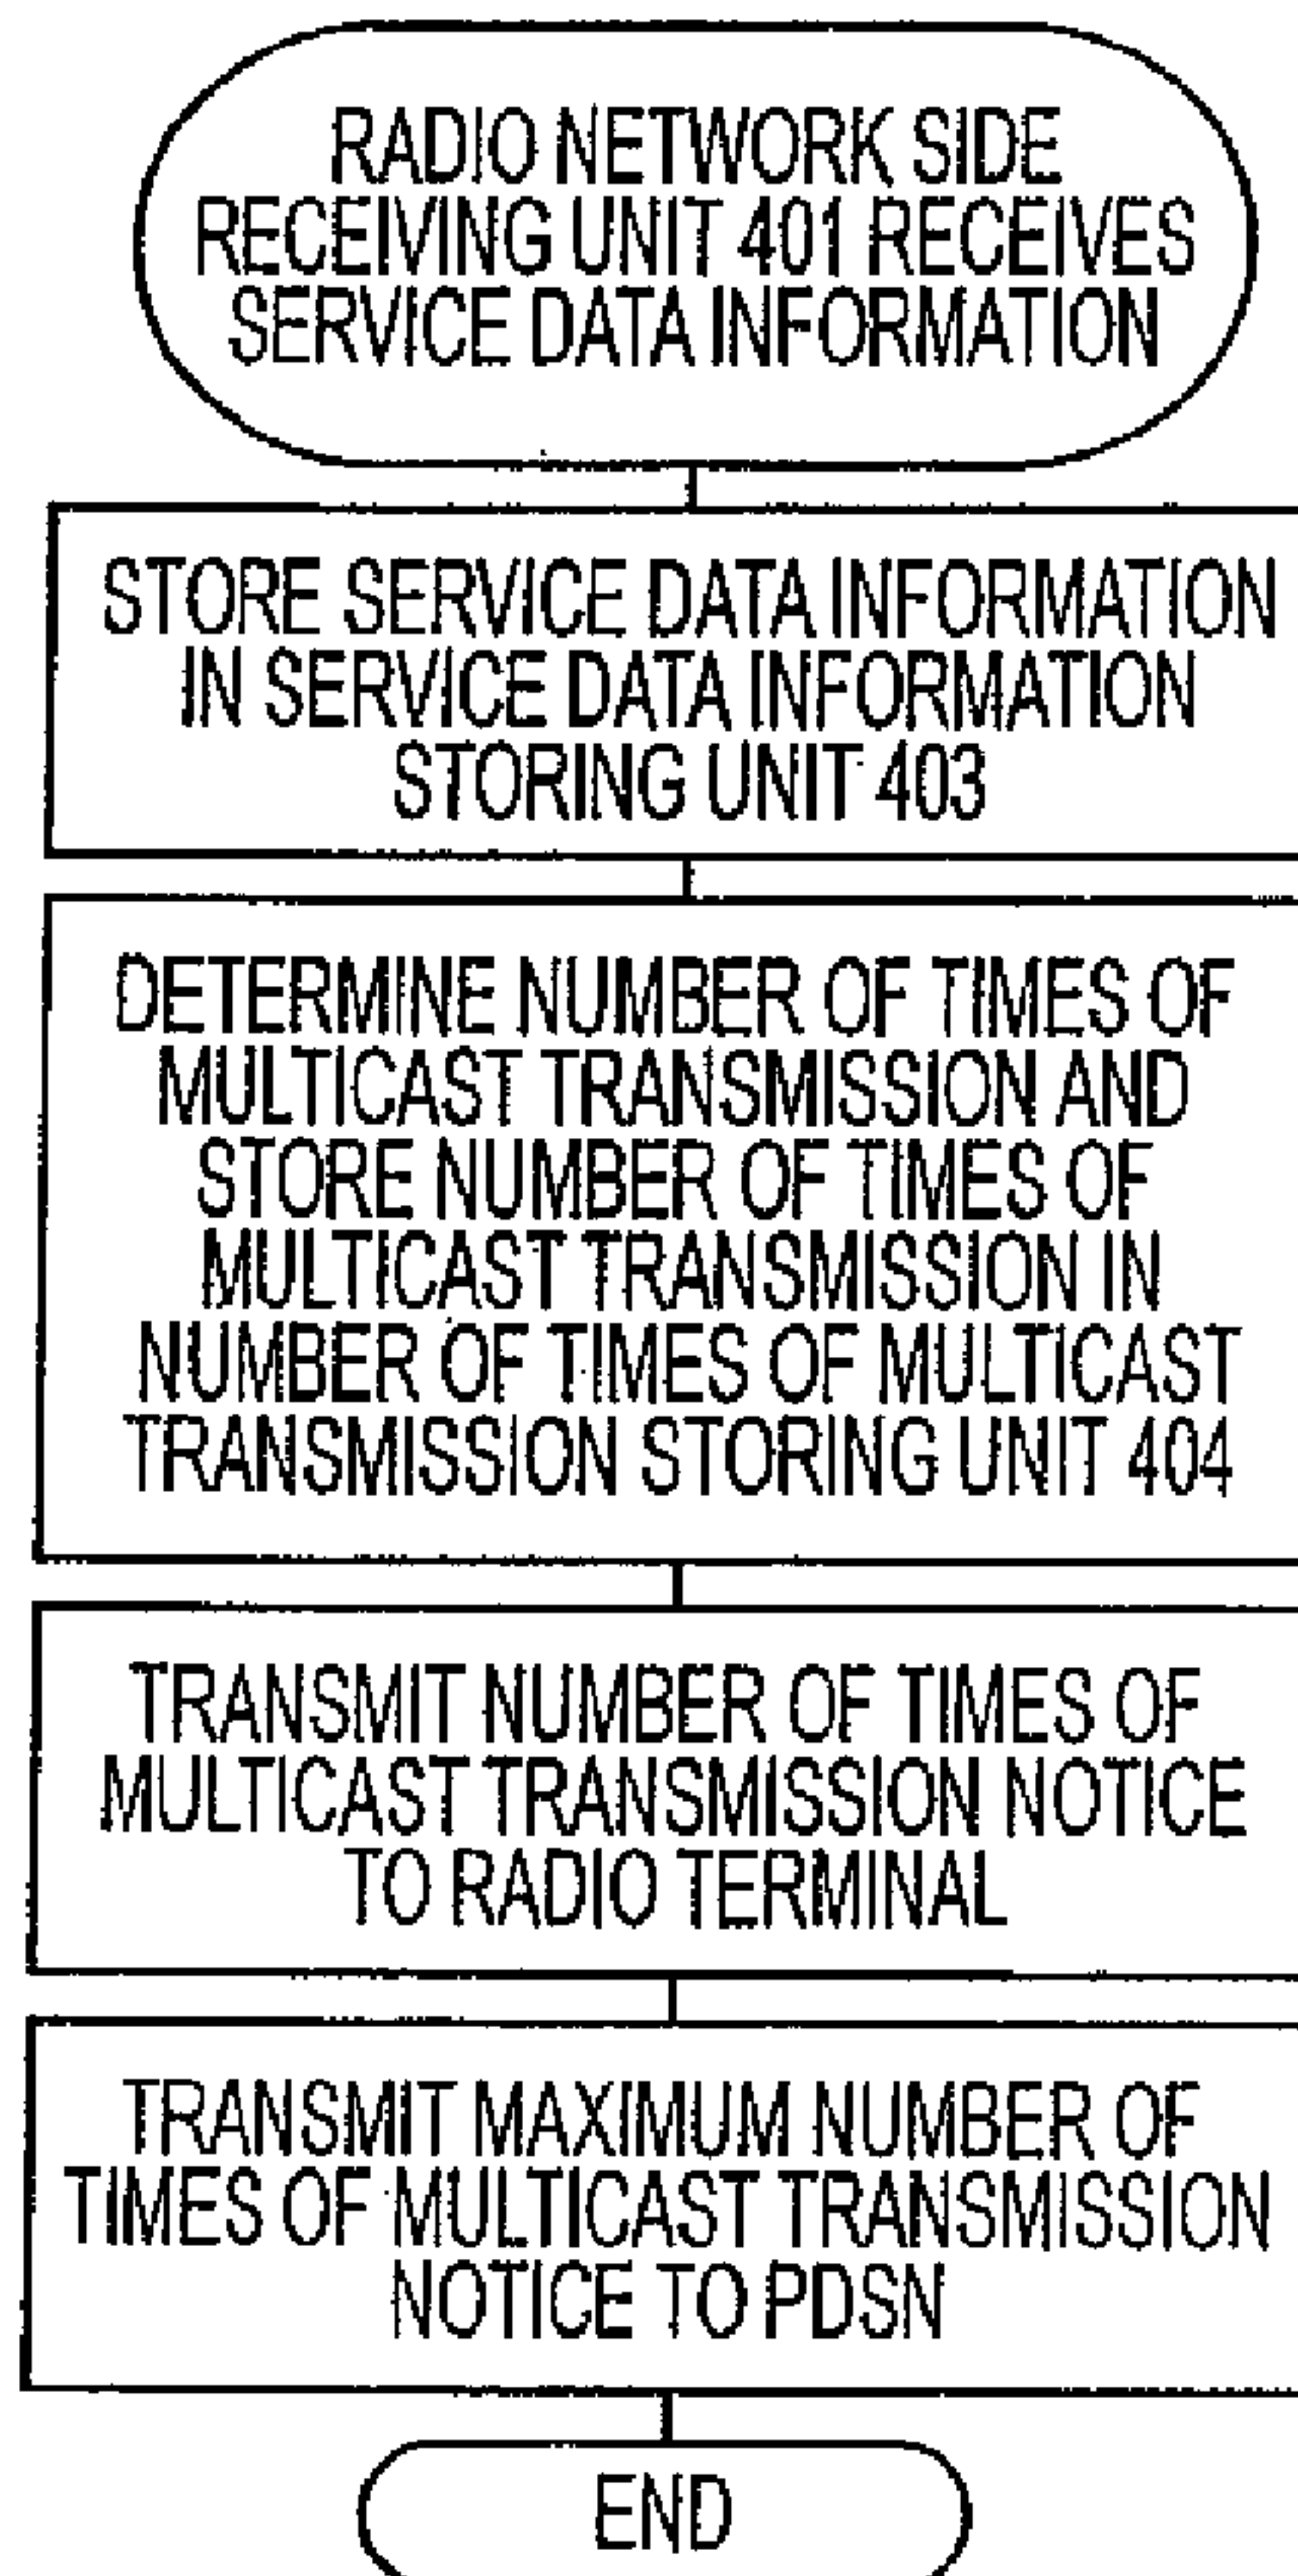 RADIO NETWORK SIDE
RECEIVING UNIT 401 RECEIVES
SERVICE DATA INFORMATION
STORE SERVICE DATA INFORMATION
IN SERVICE DATA INFORMATION
STORING UNIT 403
DETERMINE NUMBER OF TIMES OF
MULTICAST TRANSMISSION AND
STORE NUMBER OF TIMES OF
MULTICAST TRANSMISSION IN
NUMBER OF TIMES OF MULTICAST
TRANSMISSION STORING UNIT 404
TRANSMIT NUMBER OF TIMES OF
MULTICAST TRANSMISSION NOTICE
TO RADIO TERMINAL
TRANSMIT MAXIMUM NUMBER OF
TIMES OF MULTICAST TRANSMISSION
NOTICE TO PDSN
END